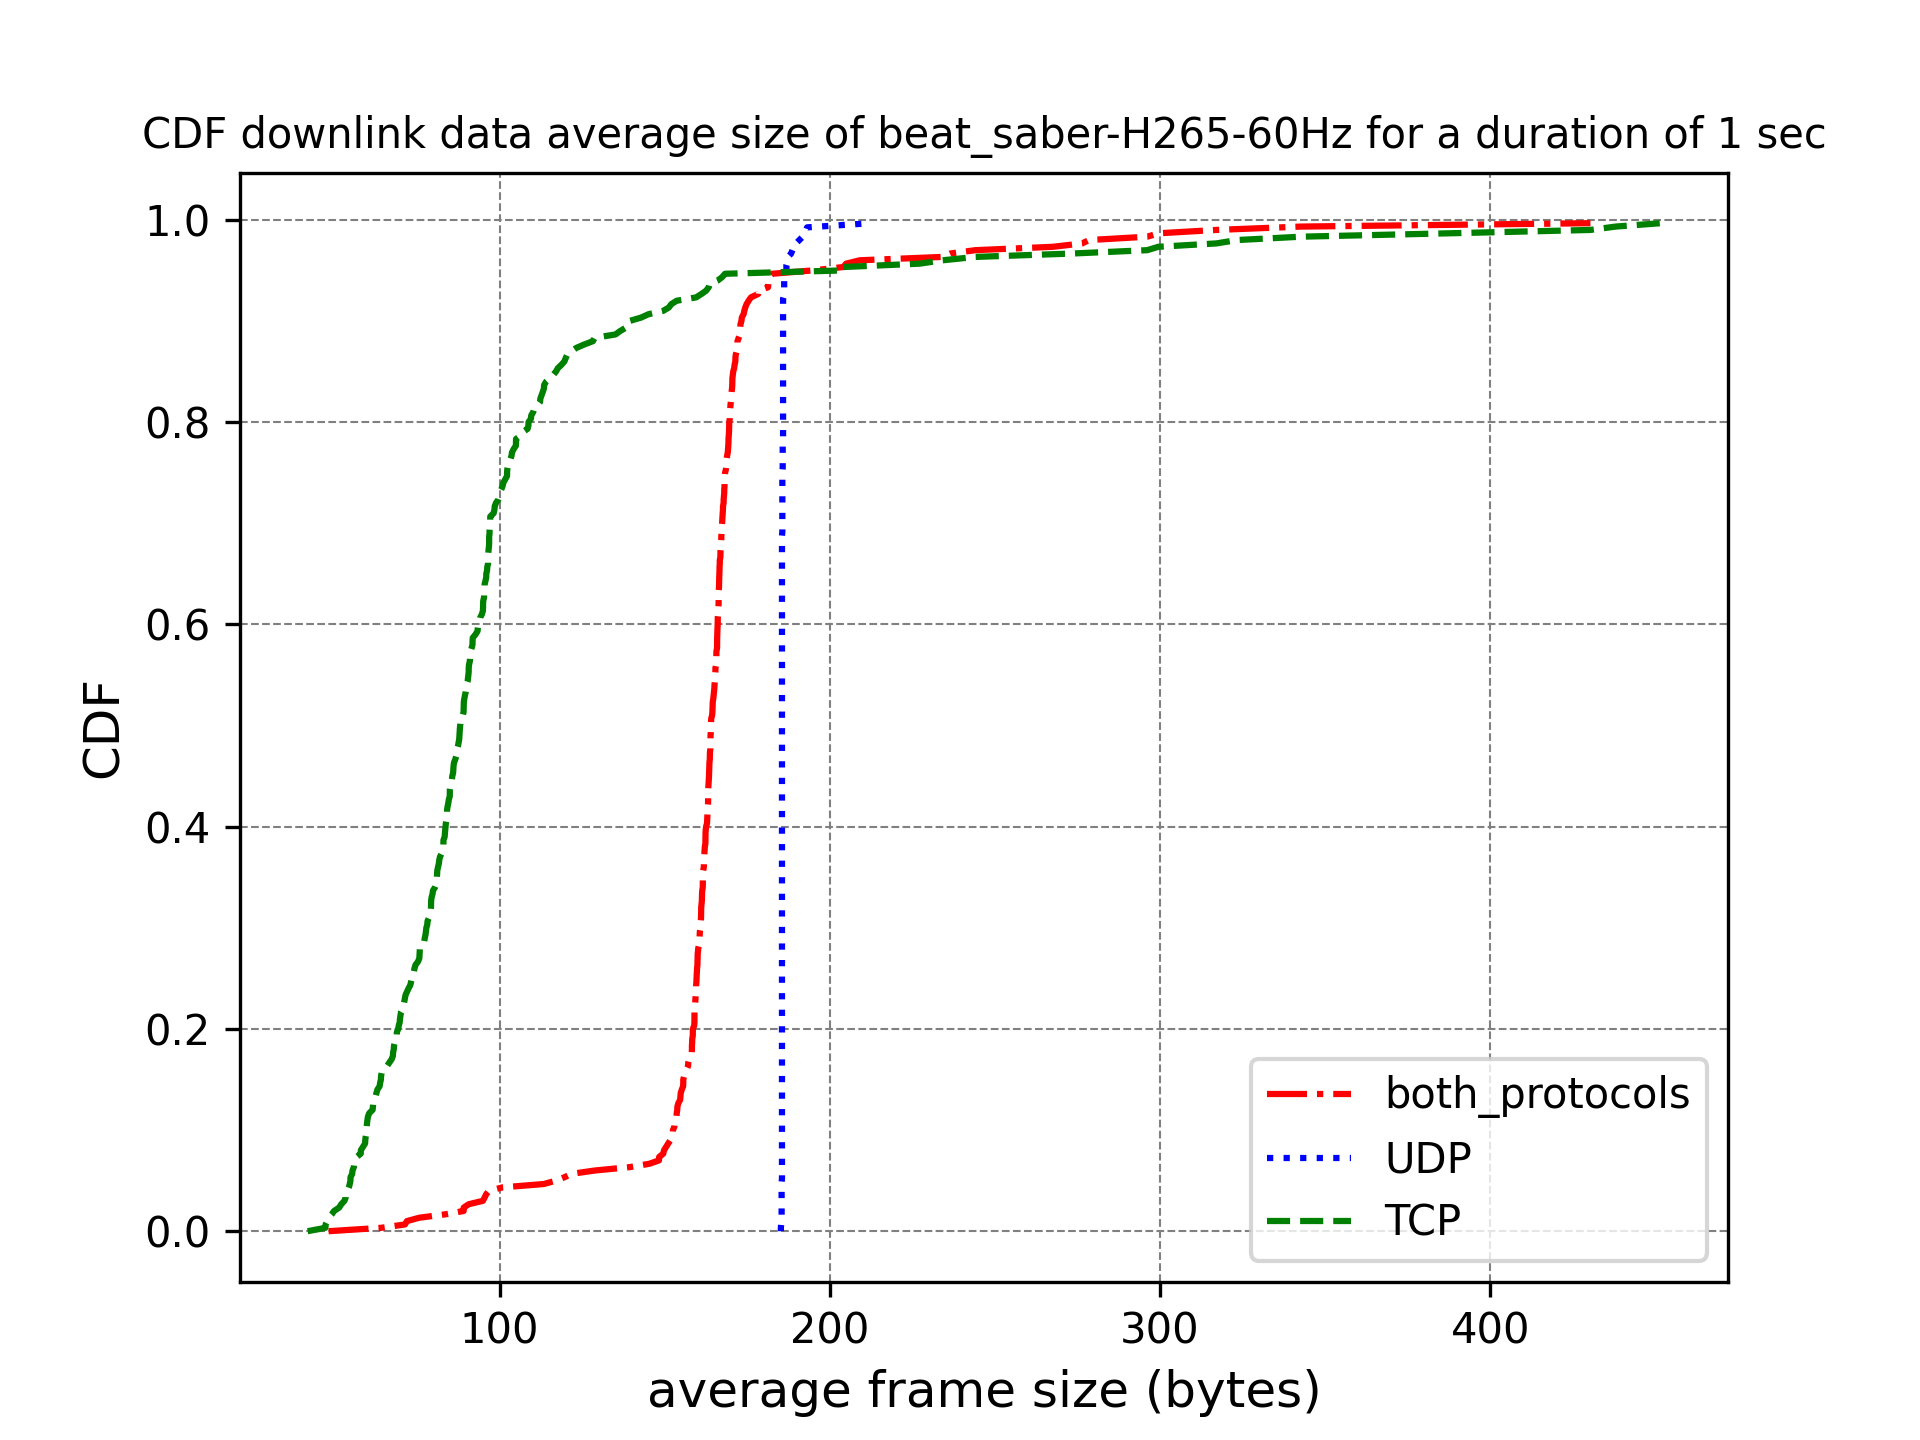 CDF downlink data average size of beat_saber-H265-60Hz for a duration of 1 sec
1.0
0.8
0.6
0.4
0.2
0.0
CDF
both_protocols
UDP
TCP
100 200 300 400
average frame size (bytes)